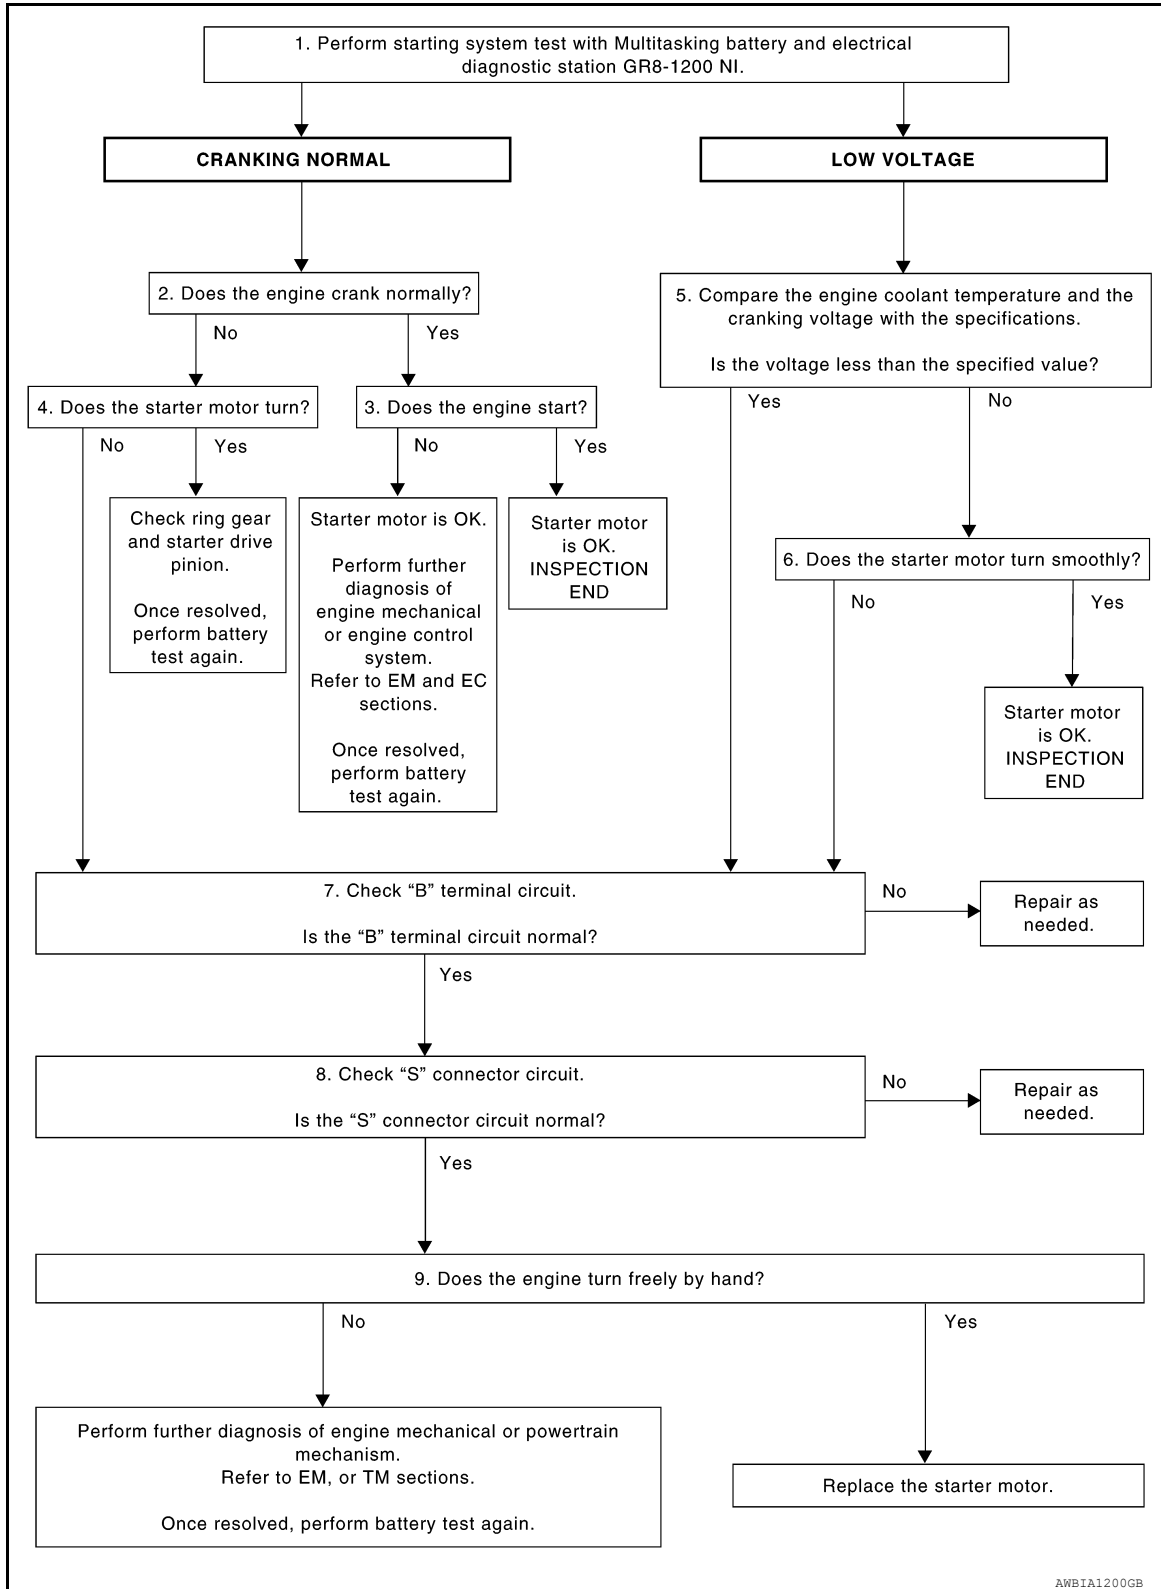 1. Perform starting system test with Multitasking battery and electrical
diagnostic station GR8-1200 NI.
CRANKING NORMAL
LOW VOLTAGE
2. Does the engine crank normally?
No
Yes
4. Does the starter motor turn?
No
Yes
3. Does the engine start?
No
Yes
Check ring gear
and starter drive
pinion.
Once resolved,
perform battery
test again.
Starter motor is OK.
Perform further
diagnosis of
engine mechanical
or engine control
system.
Refer to EM and EC
sections.
Once resolved,
perform battery
test again.
Starter motor
is OK.
INSPECTION
END
5. Compare the engine coolant temperature and the
cranking voltage with the specifications.
Is the voltage less than the specified value?
Yes
No
6. Does the starter motor turn smoothly?
No
Yes
Starter motor
is OK.
INSPECTION
END
7. Check “B” terminal circuit.
Is the “B” terminal circuit normal?
No
Repair as
needed.
Yes
8. Check “S” connector circuit.
Is the “S” connector circuit normal?
No
Repair as
needed.
Yes
9. Does the engine turn freely by hand?
No
Yes
Perform further diagnosis of engine mechanical or powertrain
mechanism.
Refer to EM, or TM sections.
Once resolved, perform battery test again.
Replace the starter motor.
AWBIA1200GB